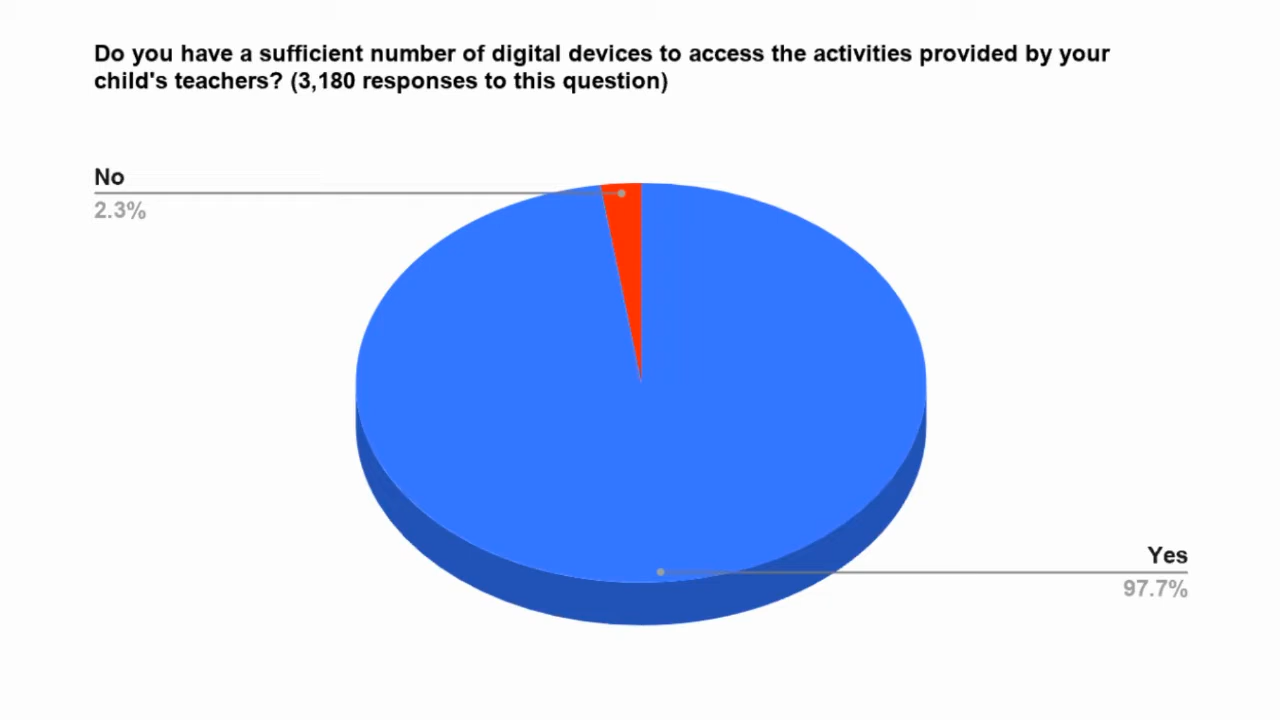 Do you have a sufficient number of digital devices to access the activities provided by your
child's teachers? (3,180 responses to this question)
No
2.3%
Yes
97.7%